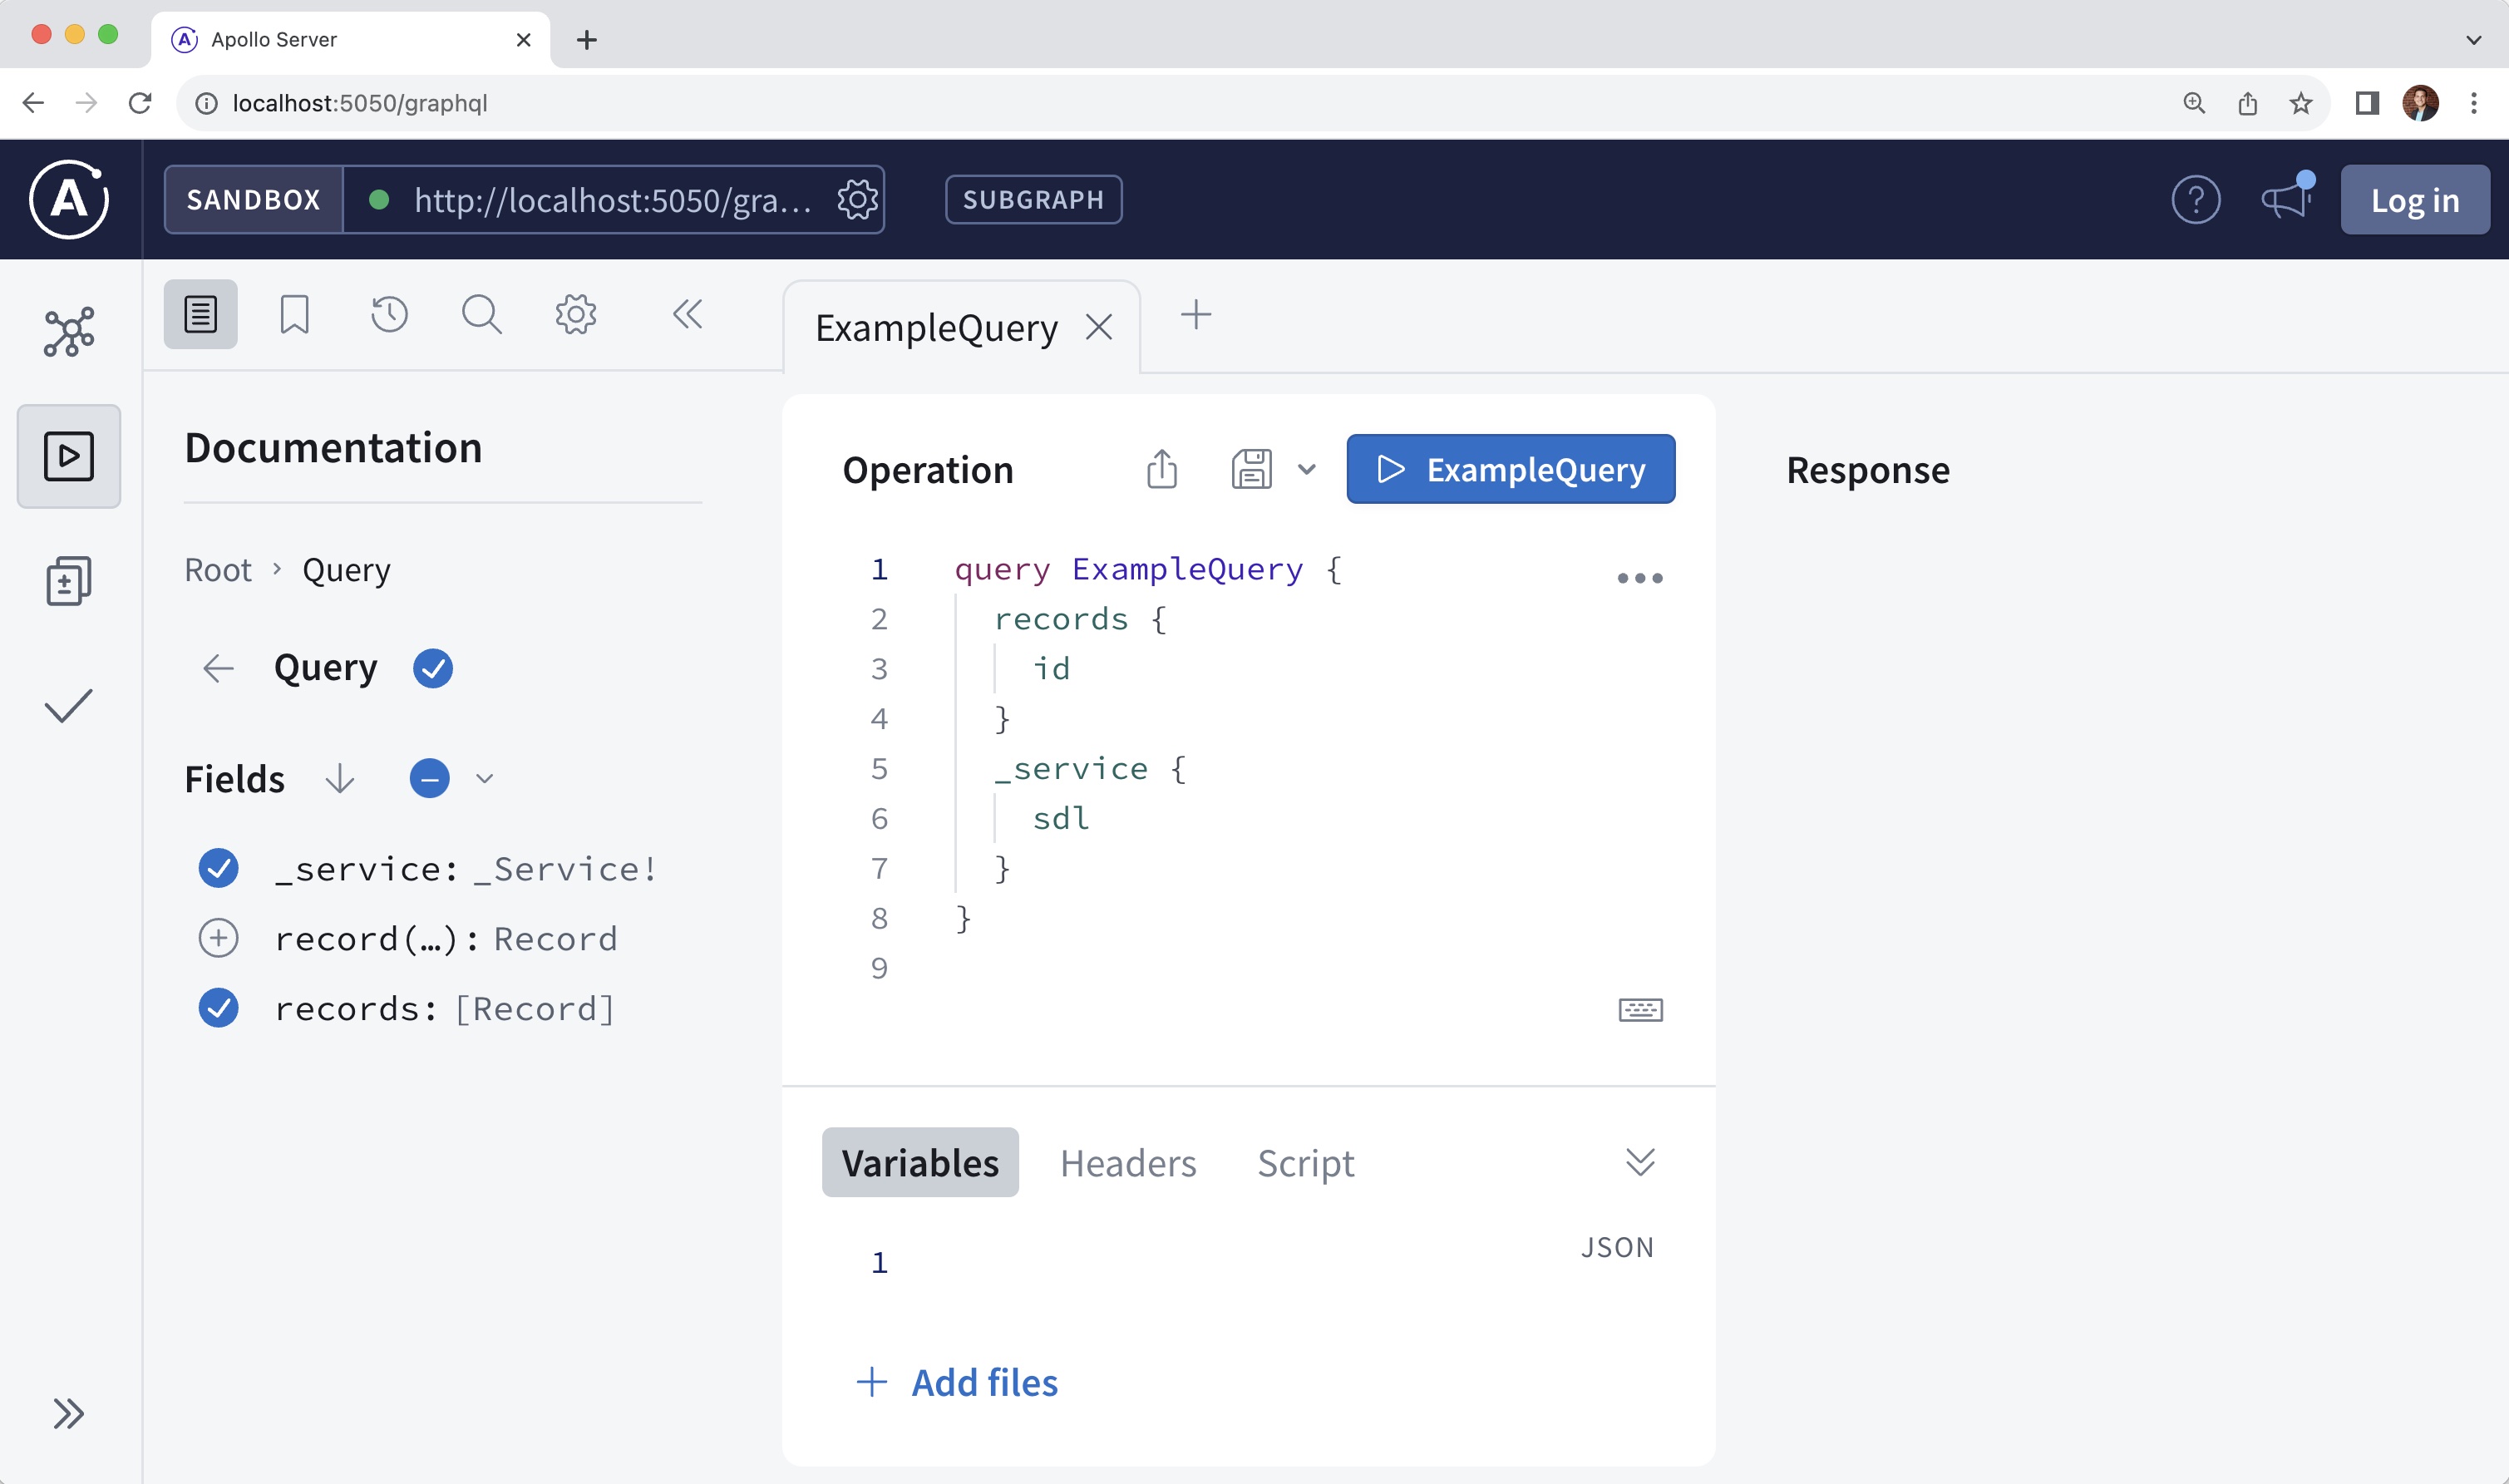 Apollo Server
localhost:5050/graphql
A
SANDBOX
http://localhost:5050/gra...
SUBGRAPH
?
Log in
ExampleQuery
Documentation
Root > Query
Query
Fields
_service: _Service!
record(…): Record
records: [Record]
Operation
ExampleQuery
1 query ExampleQuery {
2 records {
3 id
4 }
5 _service {
6 sdl
7 }
8 }
9
Variables Headers Script
1
JSON
+ Add files
Response